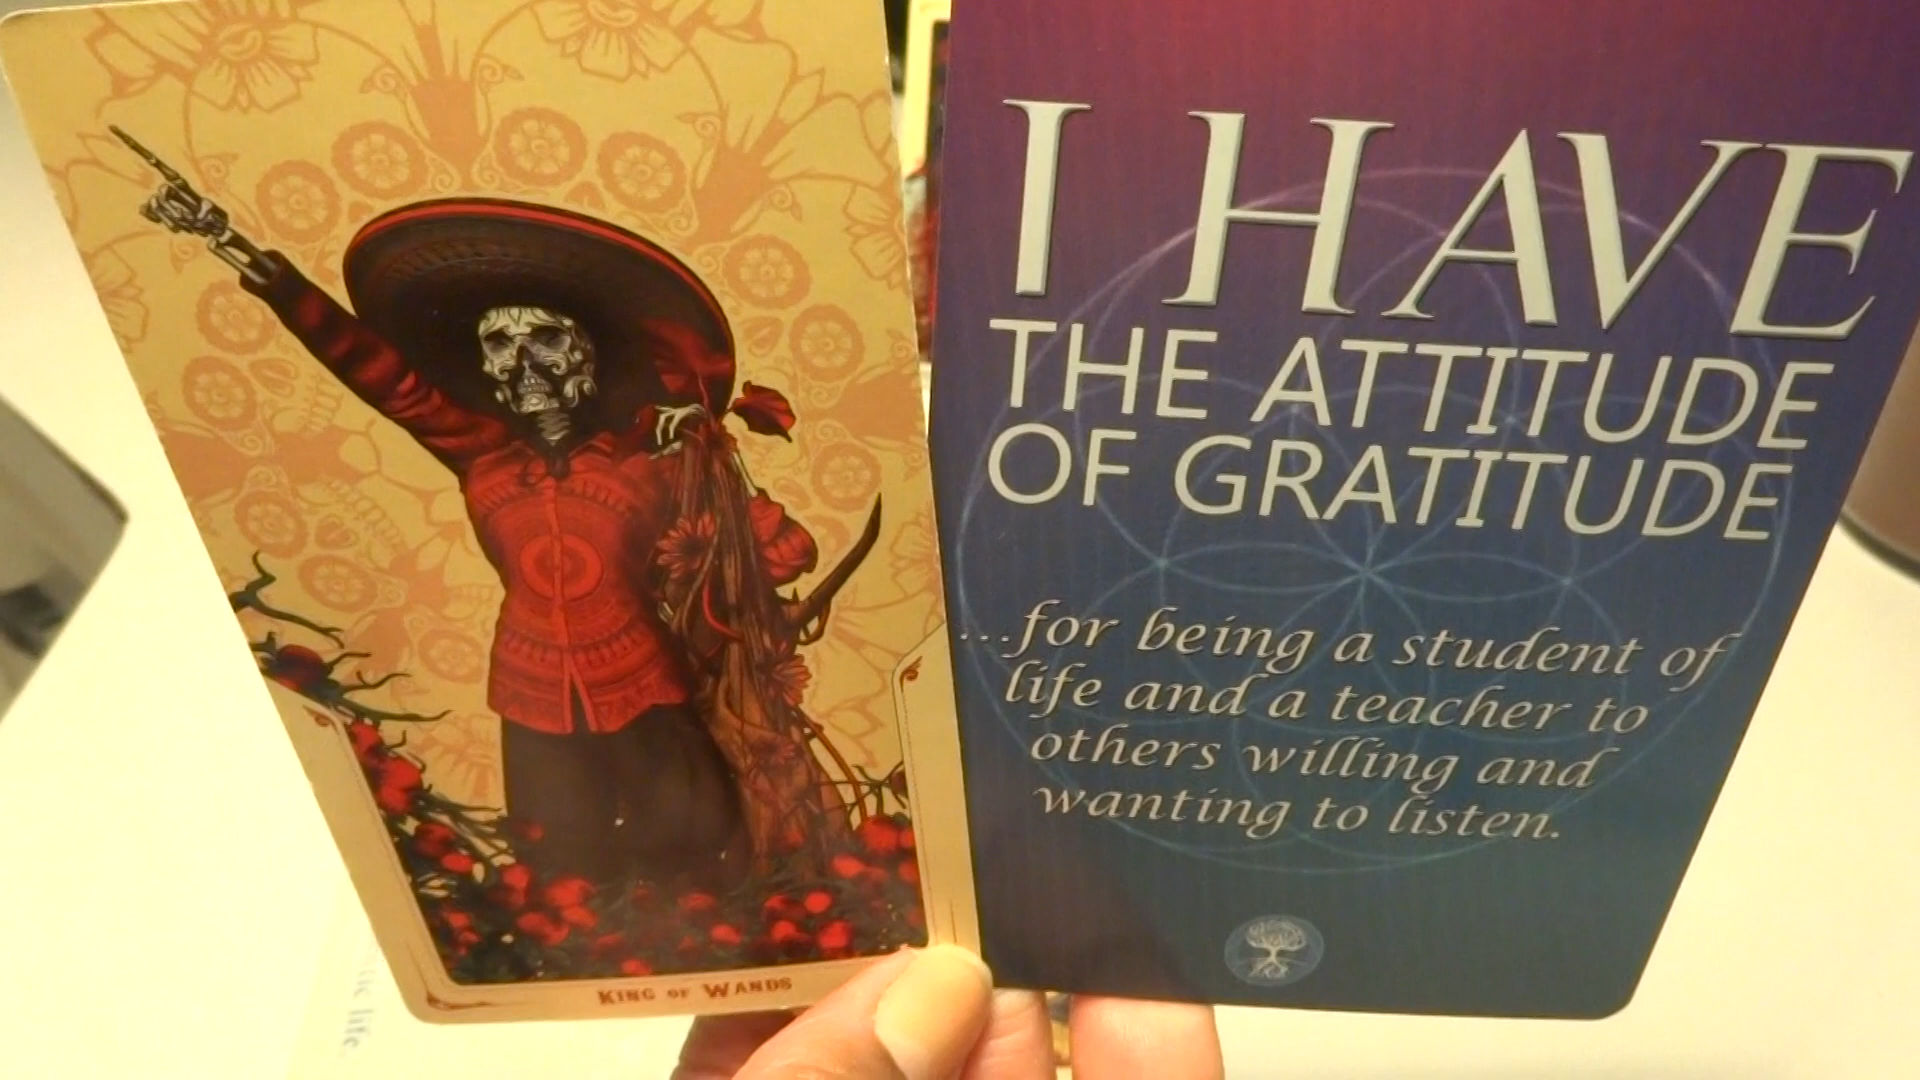 KING OF WANDS
I HAVE
THE ATTITUDE
OF GRATITUDE
...for being a student of
life and a teacher to
others willing and
wanting to listen.
life.